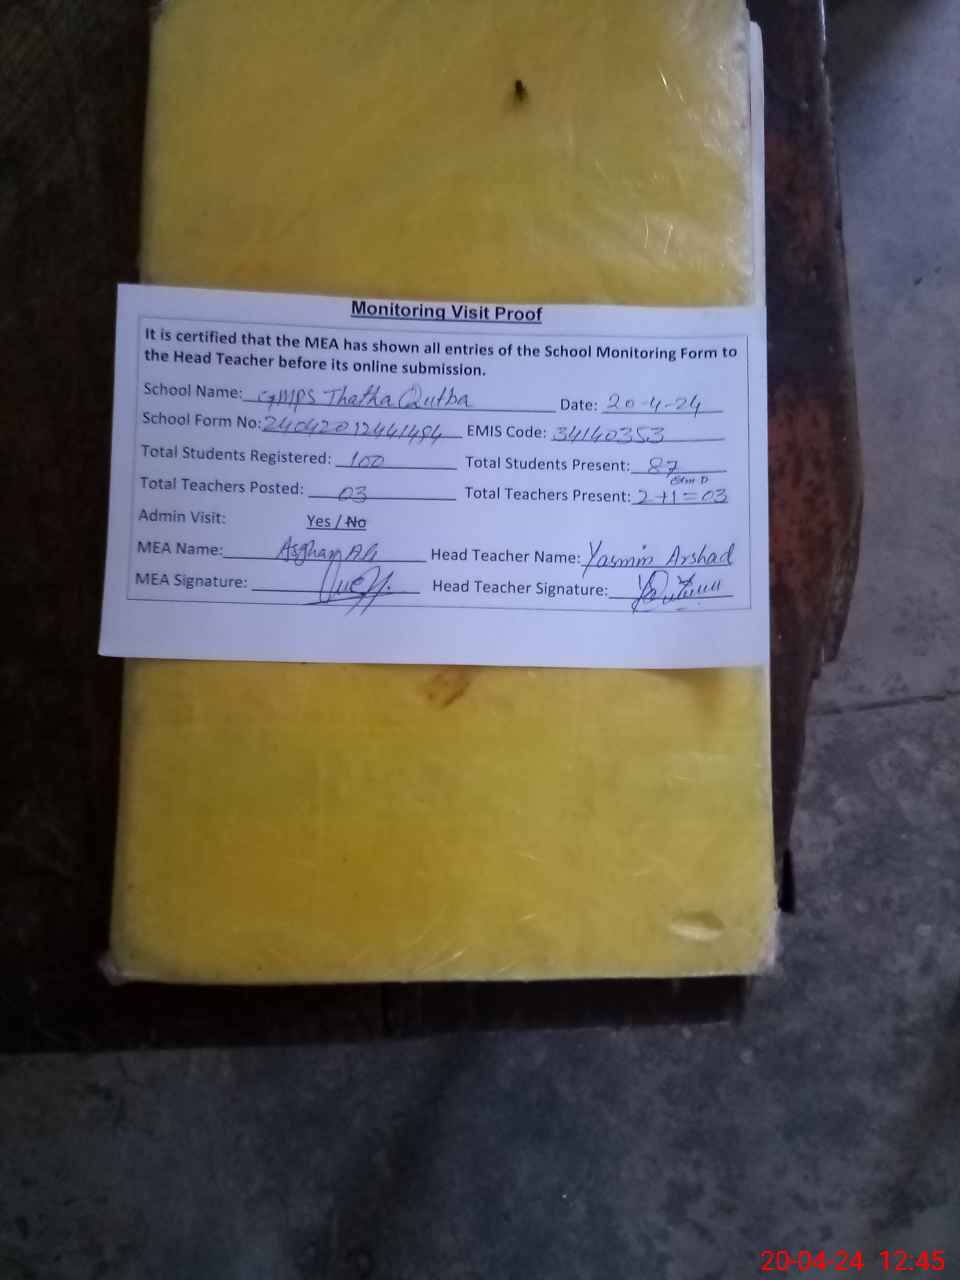 Monitoring Visit Proof
It is certified that the MEA has shown all entries of the School Monitoring Form to
the Head Teacher before its online submission.
School Name: GMPS Thatha Qutba Date: 20-4-24
School Form No: EMIS Code: 34140353
Total Students Registered: 100 Total Students Present: 87
Total Teachers Posted: 03 Total Teachers Present: 2+1=03
Admin Visit: Yes / No
MEA Name: Asghar Ali Head Teacher Name: Yasmin Arshad
MEA Signature: Head Teacher Signature:
20-04-24 12:45